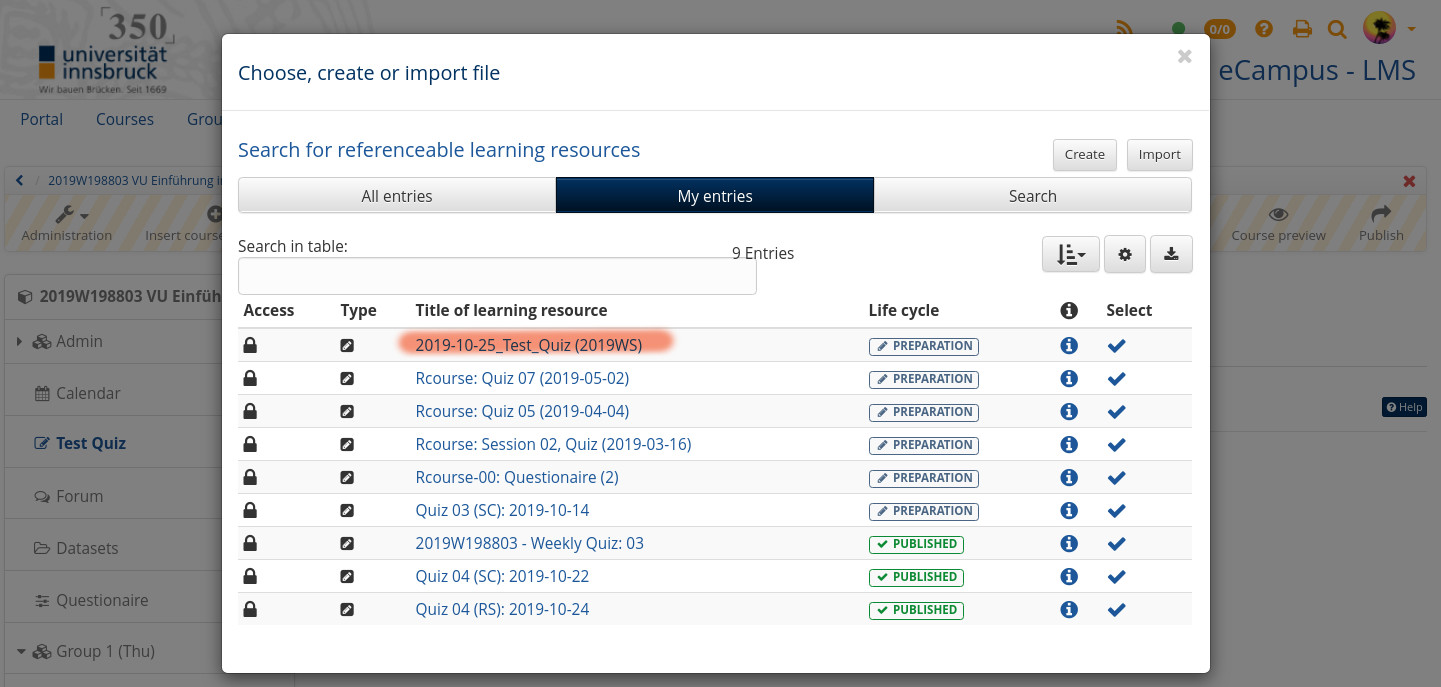 350
universität
innsbruck
Wir bauen Brücken. Seit 1669
0/0
eCampus - LMS
Portal Courses Grou
2019W198803 VU Einführung i
Administration Insert course Course preview Publish
2019W198803 VU Einfüh
Admin
Calendar
Test Quiz
Forum
Datasets
Questionaire
Group 1 (Thu)
Help
Choose, create or import file
Search for referenceable learning resources
Create Import
All entries My entries Search
Search in table:
9 Entries
Access Type Title of learning resource Life cycle Select
2019-10-25_Test_Quiz (2019WS) PREPARATION
Rcourse: Quiz 07 (2019-05-02) PREPARATION
Rcourse: Quiz 05 (2019-04-04) PREPARATION
Rcourse: Session 02, Quiz (2019-03-16) PREPARATION
Rcourse-00: Questionaire (2) PREPARATION
Quiz 03 (SC): 2019-10-14 PREPARATION
2019W198803 - Weekly Quiz: 03 PUBLISHED
Quiz 04 (SC): 2019-10-22 PUBLISHED
Quiz 04 (RS): 2019-10-24 PUBLISHED